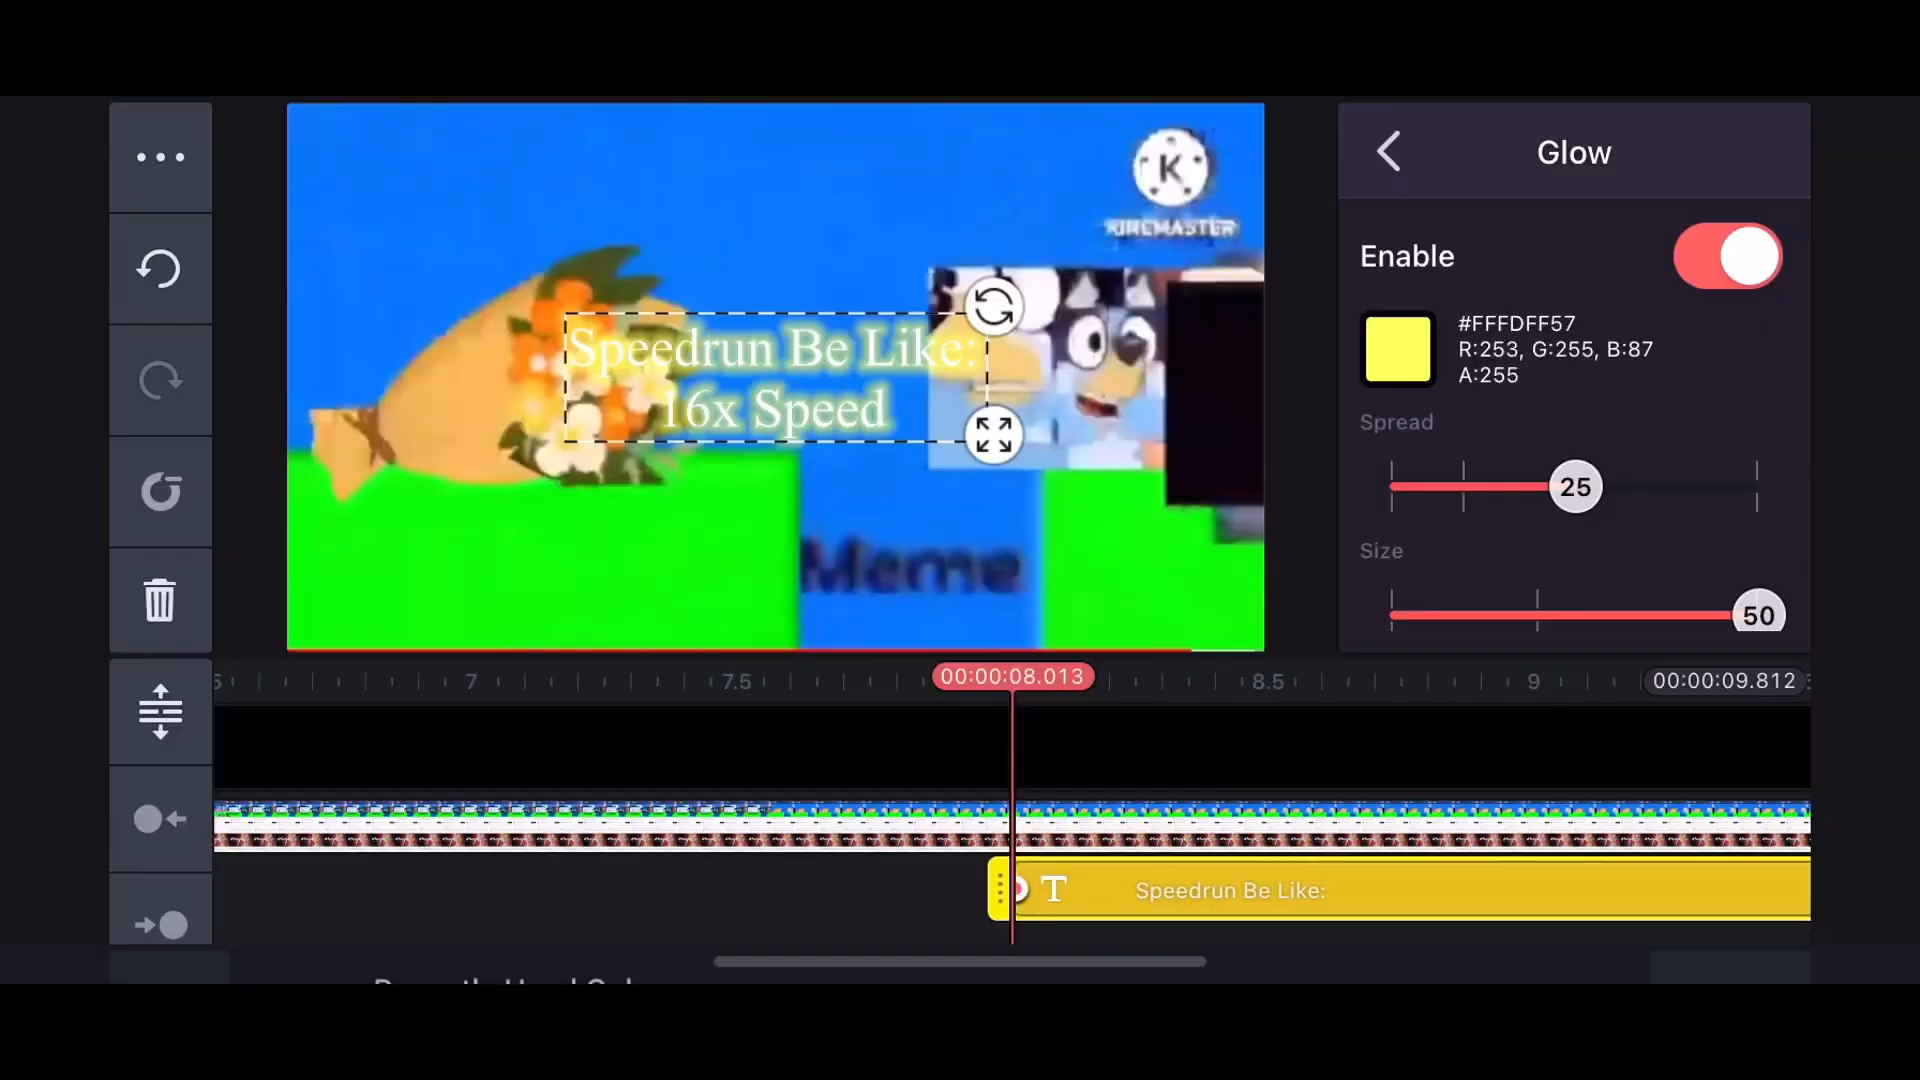 Glow
K
KINEMASTER
Enable
#FFFDFF57
R:253, G:255, B:87
A:255
Speedrun Be Like:
16x Speed
Spread
25
Size
50
Meme
00:00:08.013
7
7.5
8.5
9
00:00:09.812
T
Speedrun Be Like: